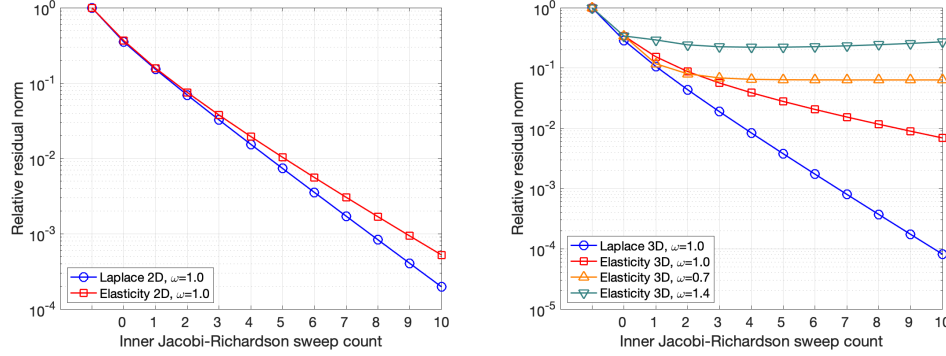 10⁰
10⁻¹
10⁻²
10⁻³
10⁻⁴
Relative residual norm
0 1 2 3 4 5 6 7 8 9 10
Inner Jacobi-Richardson sweep count
Laplace 2D, ω=1.0
Elasticity 2D, ω=1.0
10⁰
10⁻¹
10⁻²
10⁻³
10⁻⁴
10⁻⁵
Relative residual norm
0 1 2 3 4 5 6 7 8 9 10
Inner Jacobi-Richardson sweep count
Laplace 3D, ω=1.0
Elasticity 3D, ω=1.0
Elasticity 3D, ω=0.7
Elasticity 3D, ω=1.4